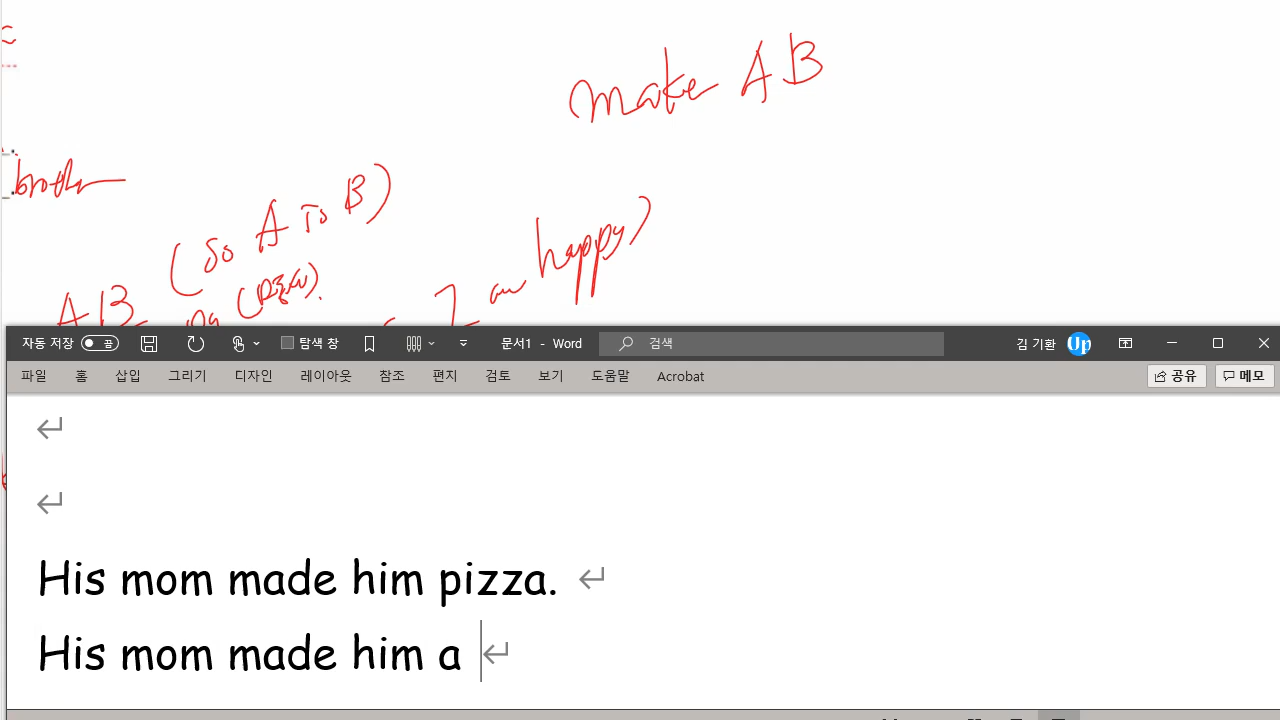 make A B
brother
(So A To B)
happy)
I am
A B
자동 저장 탐색 창 문서1 - Word 검색 김 기환 Up
파일 홈 삽입 그리기 디자인 레이아웃 참조 편지 검토 보기 도움말 Acrobat 공유 메모
His mom made him pizza.
His mom made him a